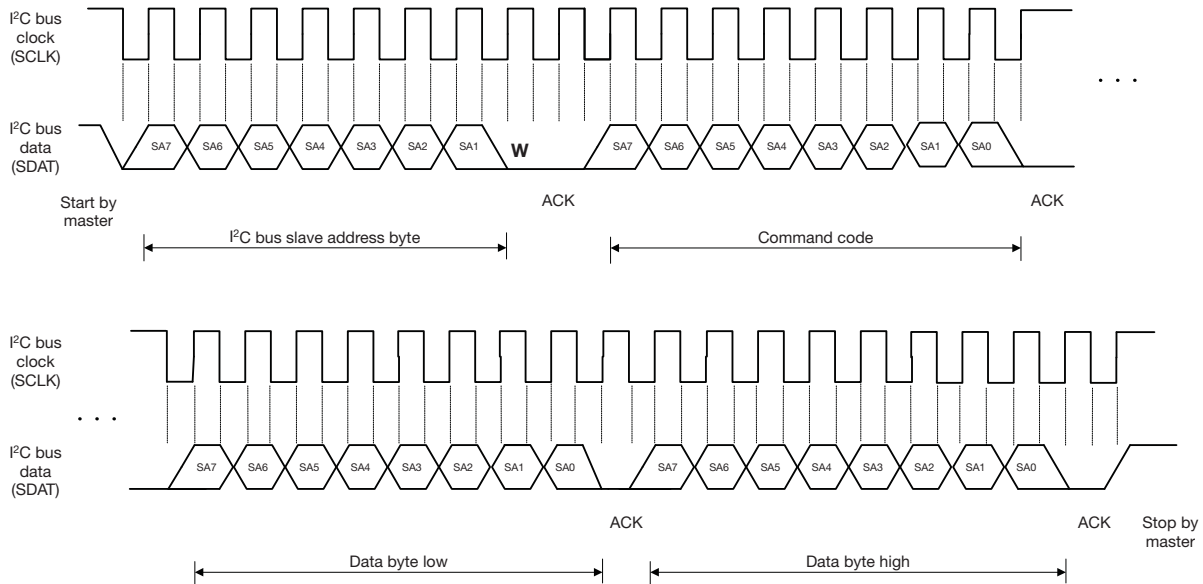 I²C bus
clock
(SCLK)
. . .
I²C bus
data
(SDAT)
SA7 SA6 SA5 SA4 SA3 SA2 SA1 W SA7 SA6 SA5 SA4 SA3 SA2 SA1 SA0
Start by
master
ACK ACK
I²C bus slave address byte Command code
I²C bus
clock
(SCLK)
. . .
I²C bus
data
(SDAT)
SA7 SA6 SA5 SA4 SA3 SA2 SA1 SA0 SA7 SA6 SA5 SA4 SA3 SA2 SA1 SA0
ACK ACK Stop by
master
Data byte low Data byte high